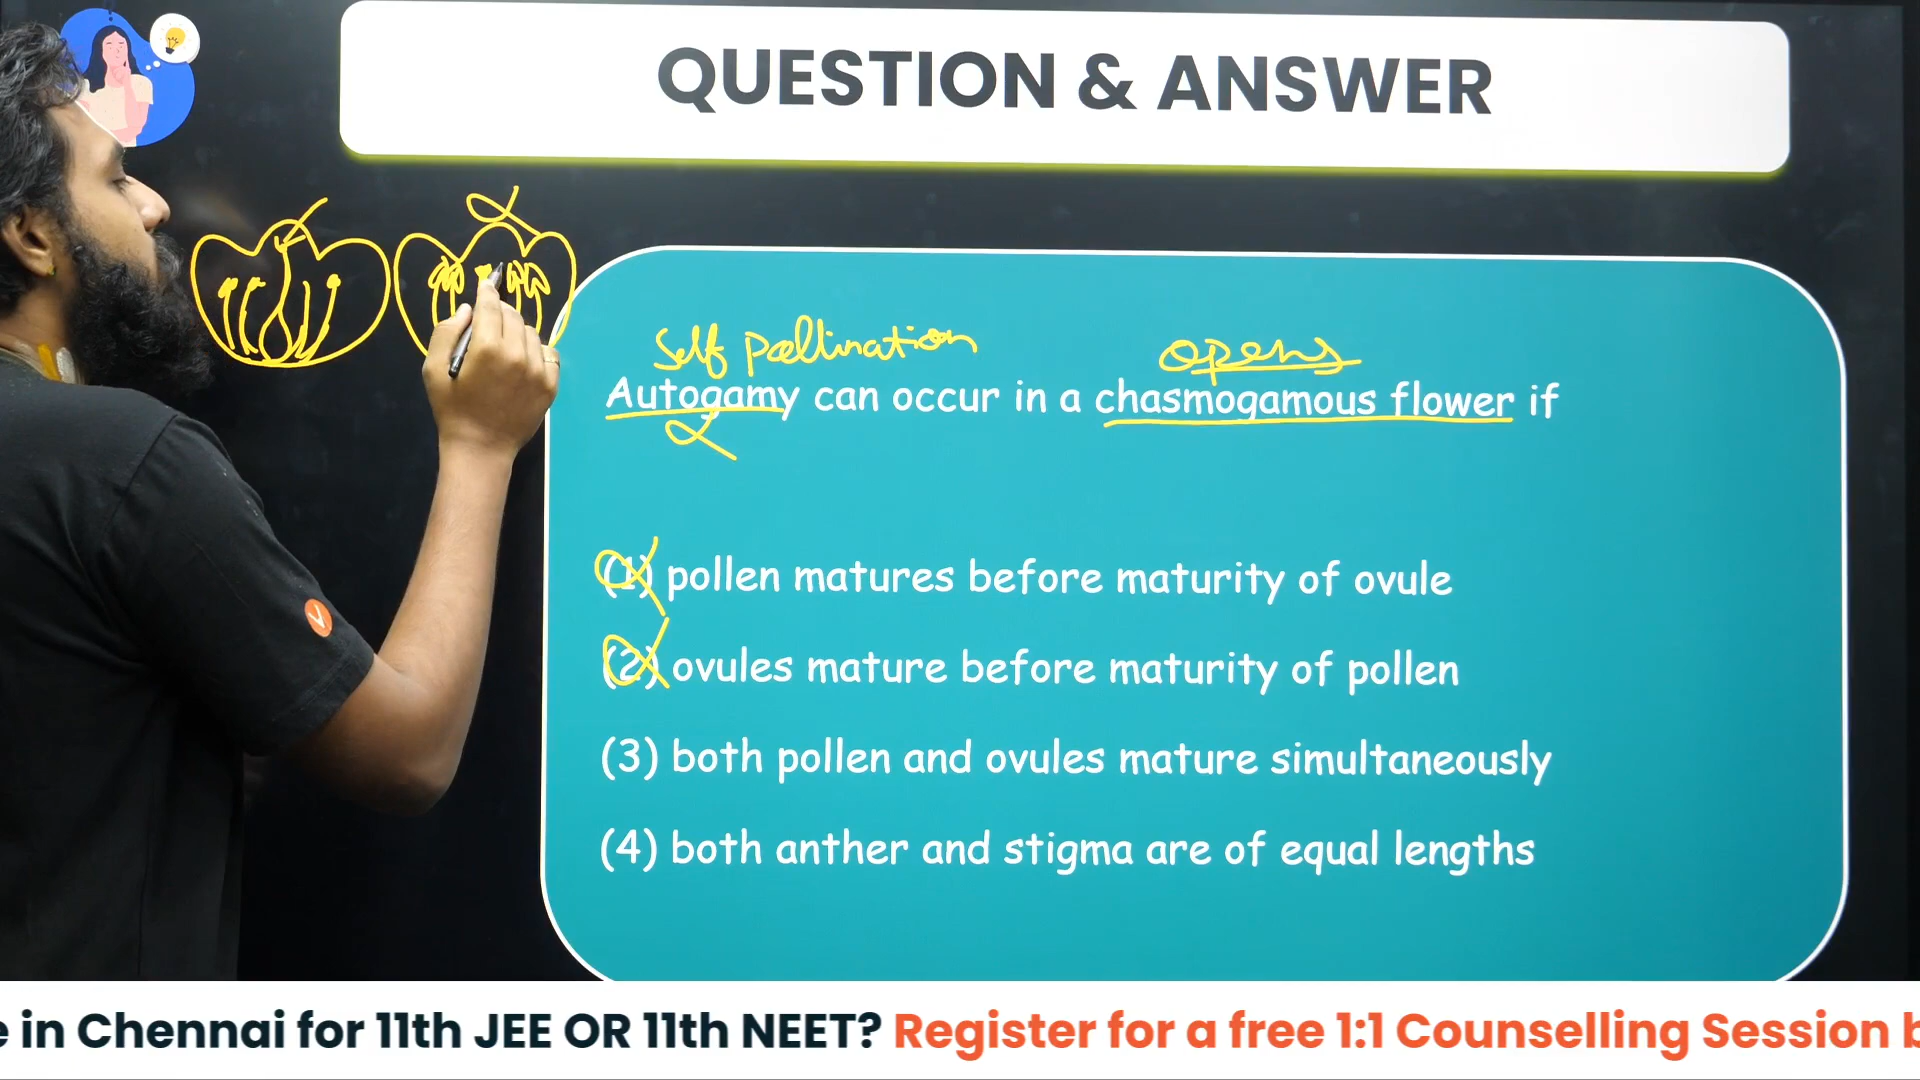 QUESTION & ANSWER
Self pollination
opens
Autogamy can occur in a chasmogamous flower if
(1) pollen matures before maturity of ovule
(2) ovules mature before maturity of pollen
(3) both pollen and ovules mature simultaneously
(4) both anther and stigma are of equal lengths
e in Chennai for 11th JEE OR 11th NEET? Register for a free 1:1 Counselling Session b